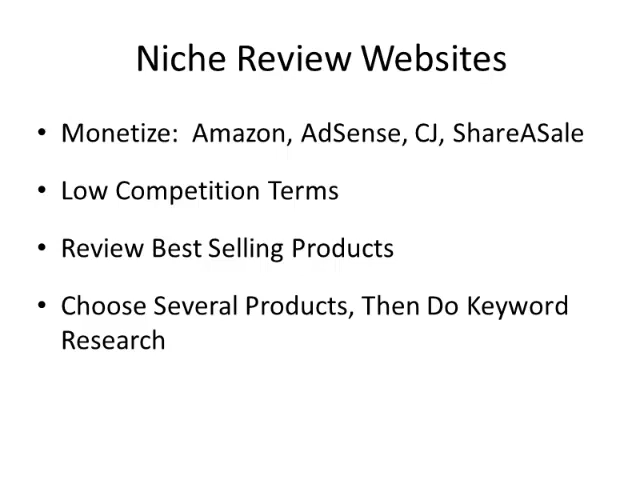 Niche Review Websites
• Monetize:  Amazon, AdSense, CJ, ShareASale
• Low Competition Terms
• Review Best Selling Products
• Choose Several Products, Then Do Keyword
Research